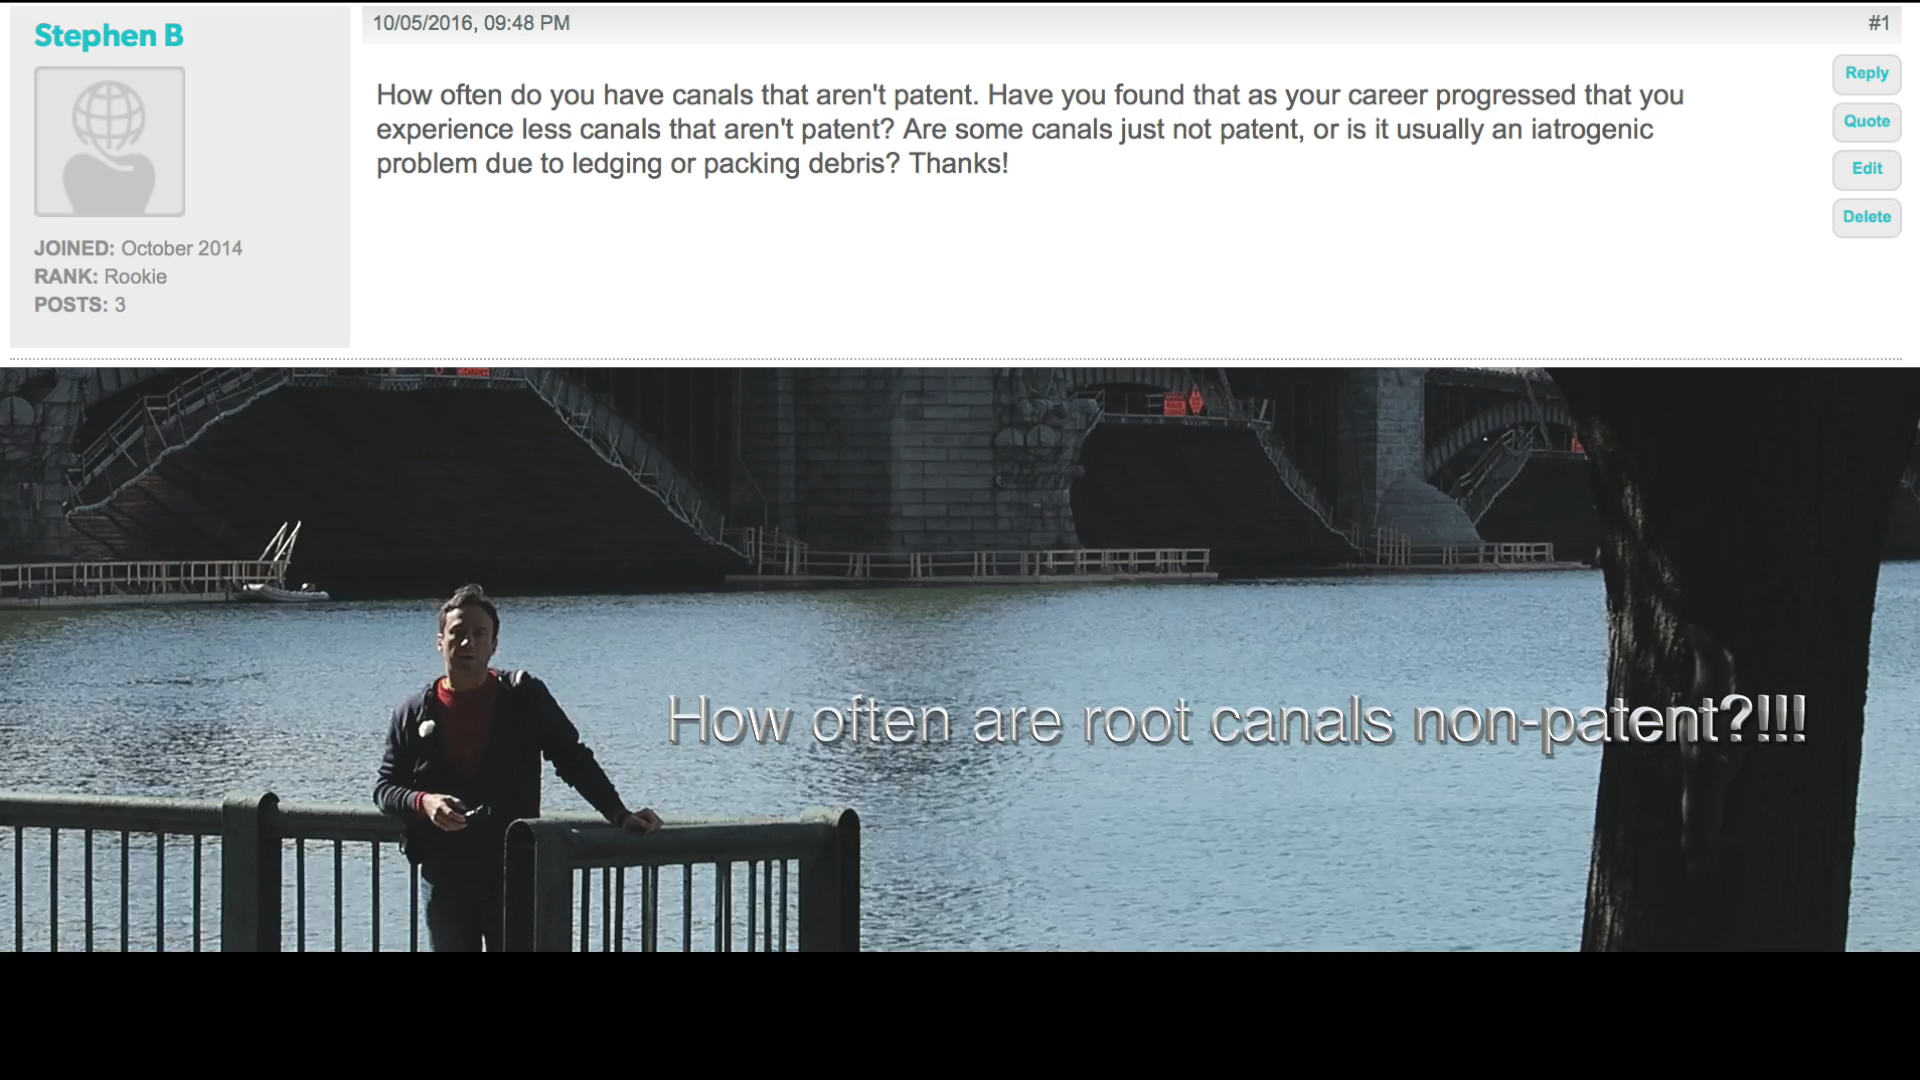 Stephen B
JOINED: October 2014
RANK: Rookie
POSTS: 3
10/05/2016, 09:48 PM
#1
How often do you have canals that aren't patent. Have you found that as your career progressed that you
experience less canals that aren't patent? Are some canals just not patent, or is it usually an iatrogenic
problem due to ledging or packing debris? Thanks!
Reply
Quote
Edit
Delete
How often are root canals non-patent?!!!